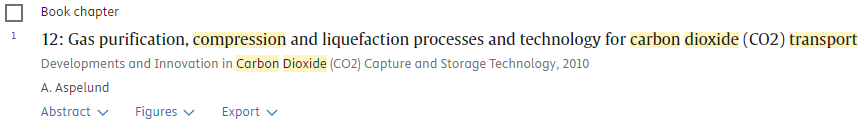 Book chapter
1
12: Gas purification, compression and liquefaction processes and technology for carbon dioxide (CO2) transport
Developments and Innovation in Carbon Dioxide (CO2) Capture and Storage Technology, 2010
A. Aspelund
Abstract Figures Export